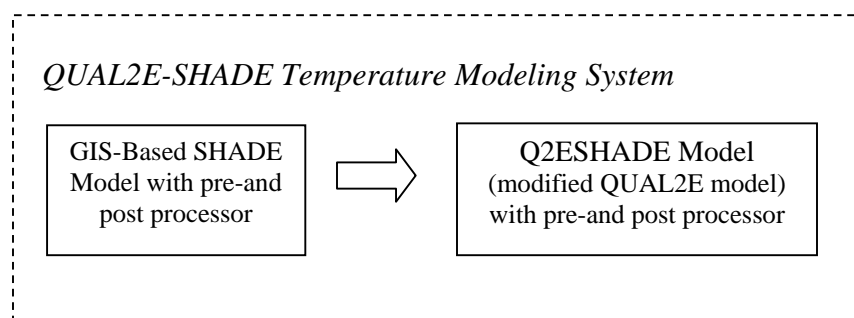 QUAL2E-SHADE Temperature Modeling System
GIS-Based SHADE
Model with pre-and
post processor
Q2ESHADE Model
(modified QUAL2E model)
with pre-and post processor